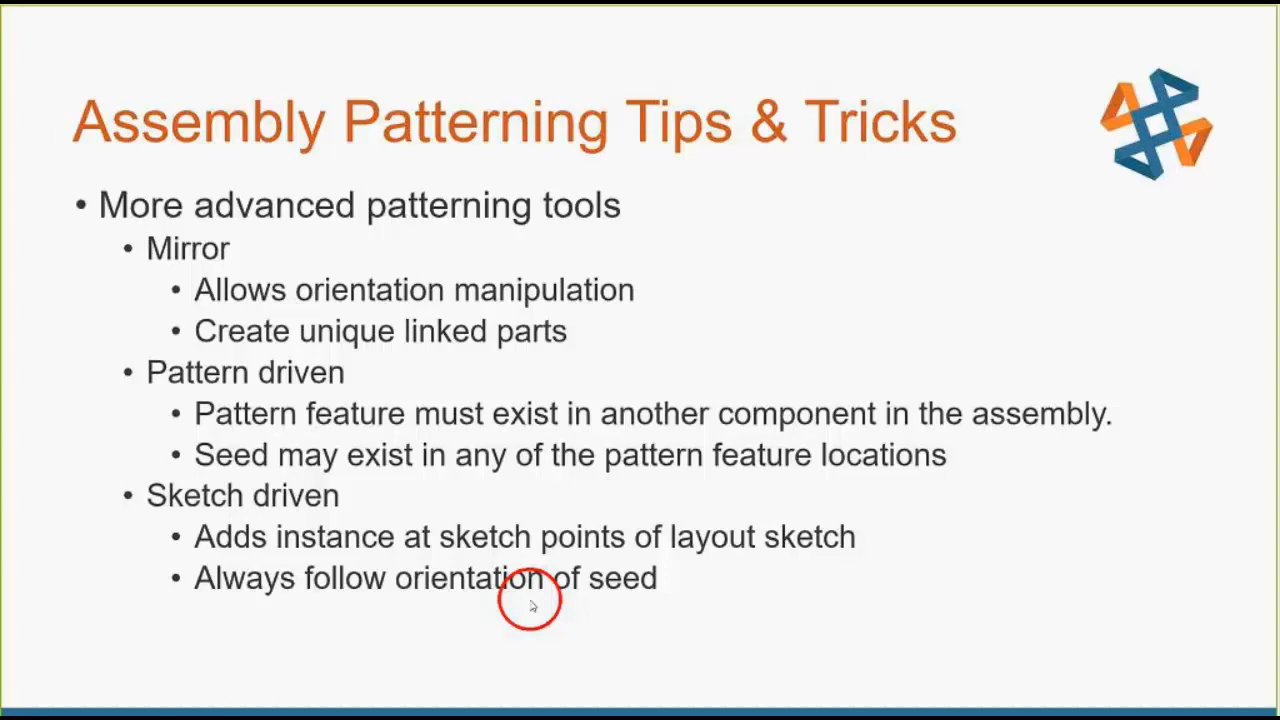 Assembly Patterning Tips & Tricks
• More advanced patterning tools
• Mirror
• Allows orientation manipulation
• Create unique linked parts
• Pattern driven
• Pattern feature must exist in another component in the assembly.
• Seed may exist in any of the pattern feature locations
• Sketch driven
• Adds instance at sketch points of layout sketch
• Always follow orientation of seed